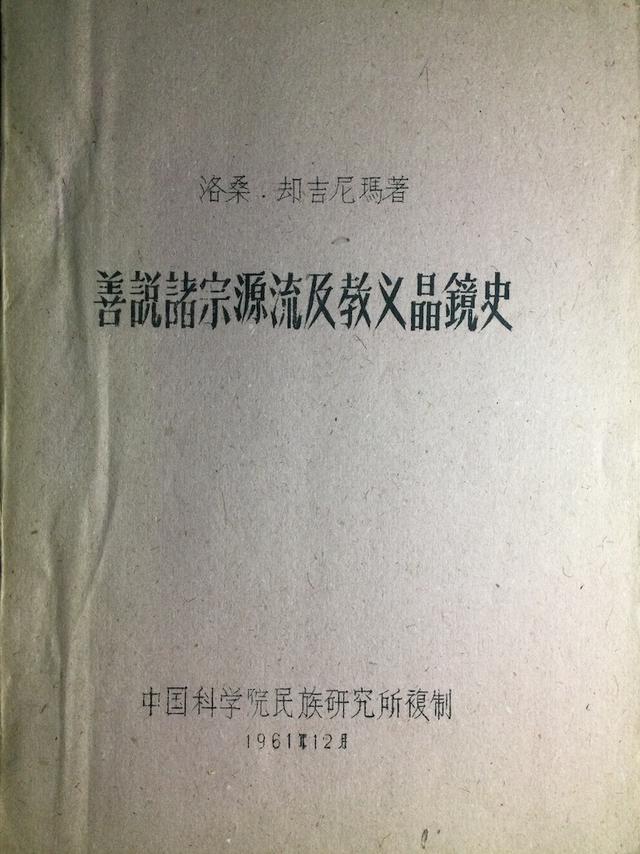 洛桑．却吉尼瑪著
善説諸宗源流及教义晶鏡史
中国科学院民族研究所複制
1961年12月